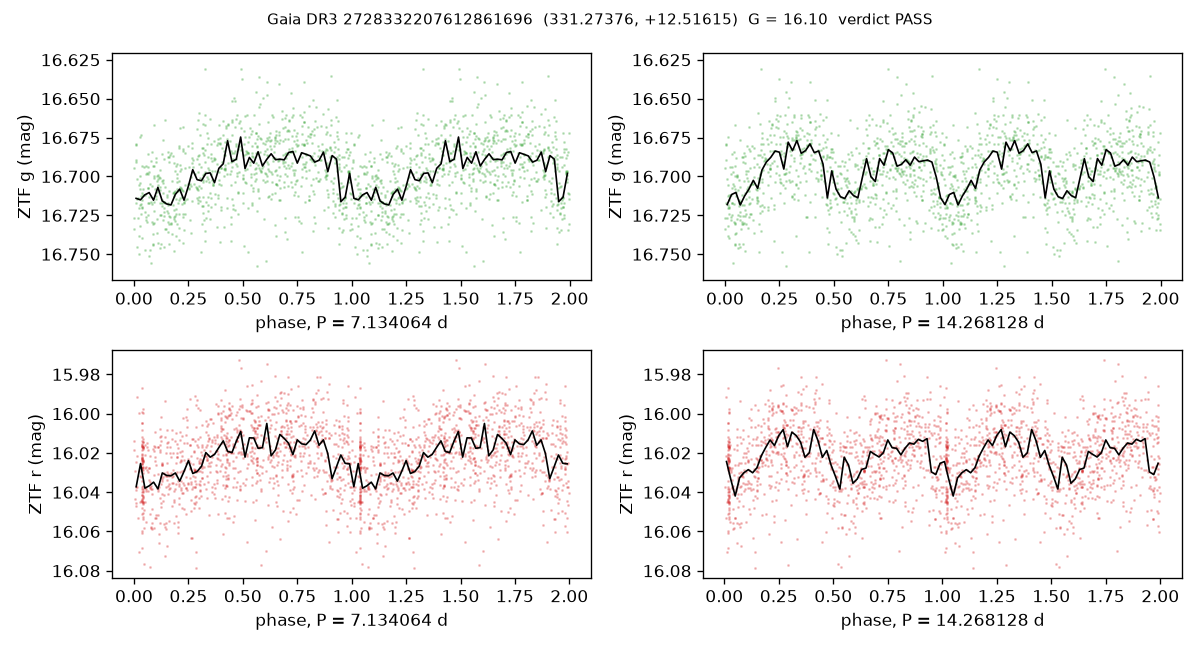 Gaia DR3 2728332207612861696  (331.27376, +12.51615)  G = 16.10  verdict PASS
ZTF g (mag)
16.625
16.650
16.675
16.700
16.725
16.750
0.00 0.25 0.50 0.75 1.00 1.25 1.50 1.75 2.00
phase, P = 7.134064 d
ZTF g (mag)
16.625
16.650
16.675
16.700
16.725
16.750
0.00 0.25 0.50 0.75 1.00 1.25 1.50 1.75 2.00
phase, P = 14.268128 d
ZTF r (mag)
15.98
16.00
16.02
16.04
16.06
16.08
0.00 0.25 0.50 0.75 1.00 1.25 1.50 1.75 2.00
phase, P = 7.134064 d
ZTF r (mag)
15.98
16.00
16.02
16.04
16.06
16.08
0.00 0.25 0.50 0.75 1.00 1.25 1.50 1.75 2.00
phase, P = 14.268128 d